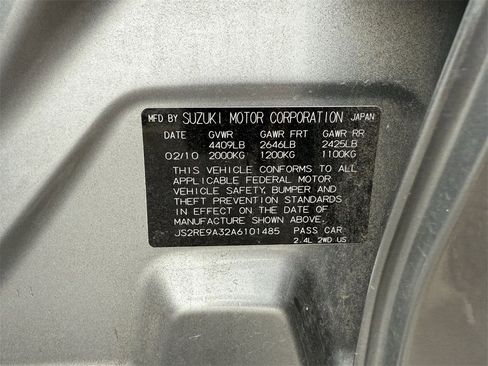 MFD BY SUZUKI MOTOR CORPORATION JAPAN
DATE GVWR GAWR FRT GAWR RR
4409LB 2646LB 2425LB
02/10 2000KG 1200KG 1100KG
THIS VEHICLE CONFORMS TO ALL
APPLICABLE FEDERAL MOTOR
VEHICLE SAFETY, BUMPER AND
THEFT PREVENTION STANDARDS
IN EFFECT ON THE DATE OF
MANUFACTURE SHOWN ABOVE.
JS2RE9A32A6101485 PASS CAR
2.4L 2WD US